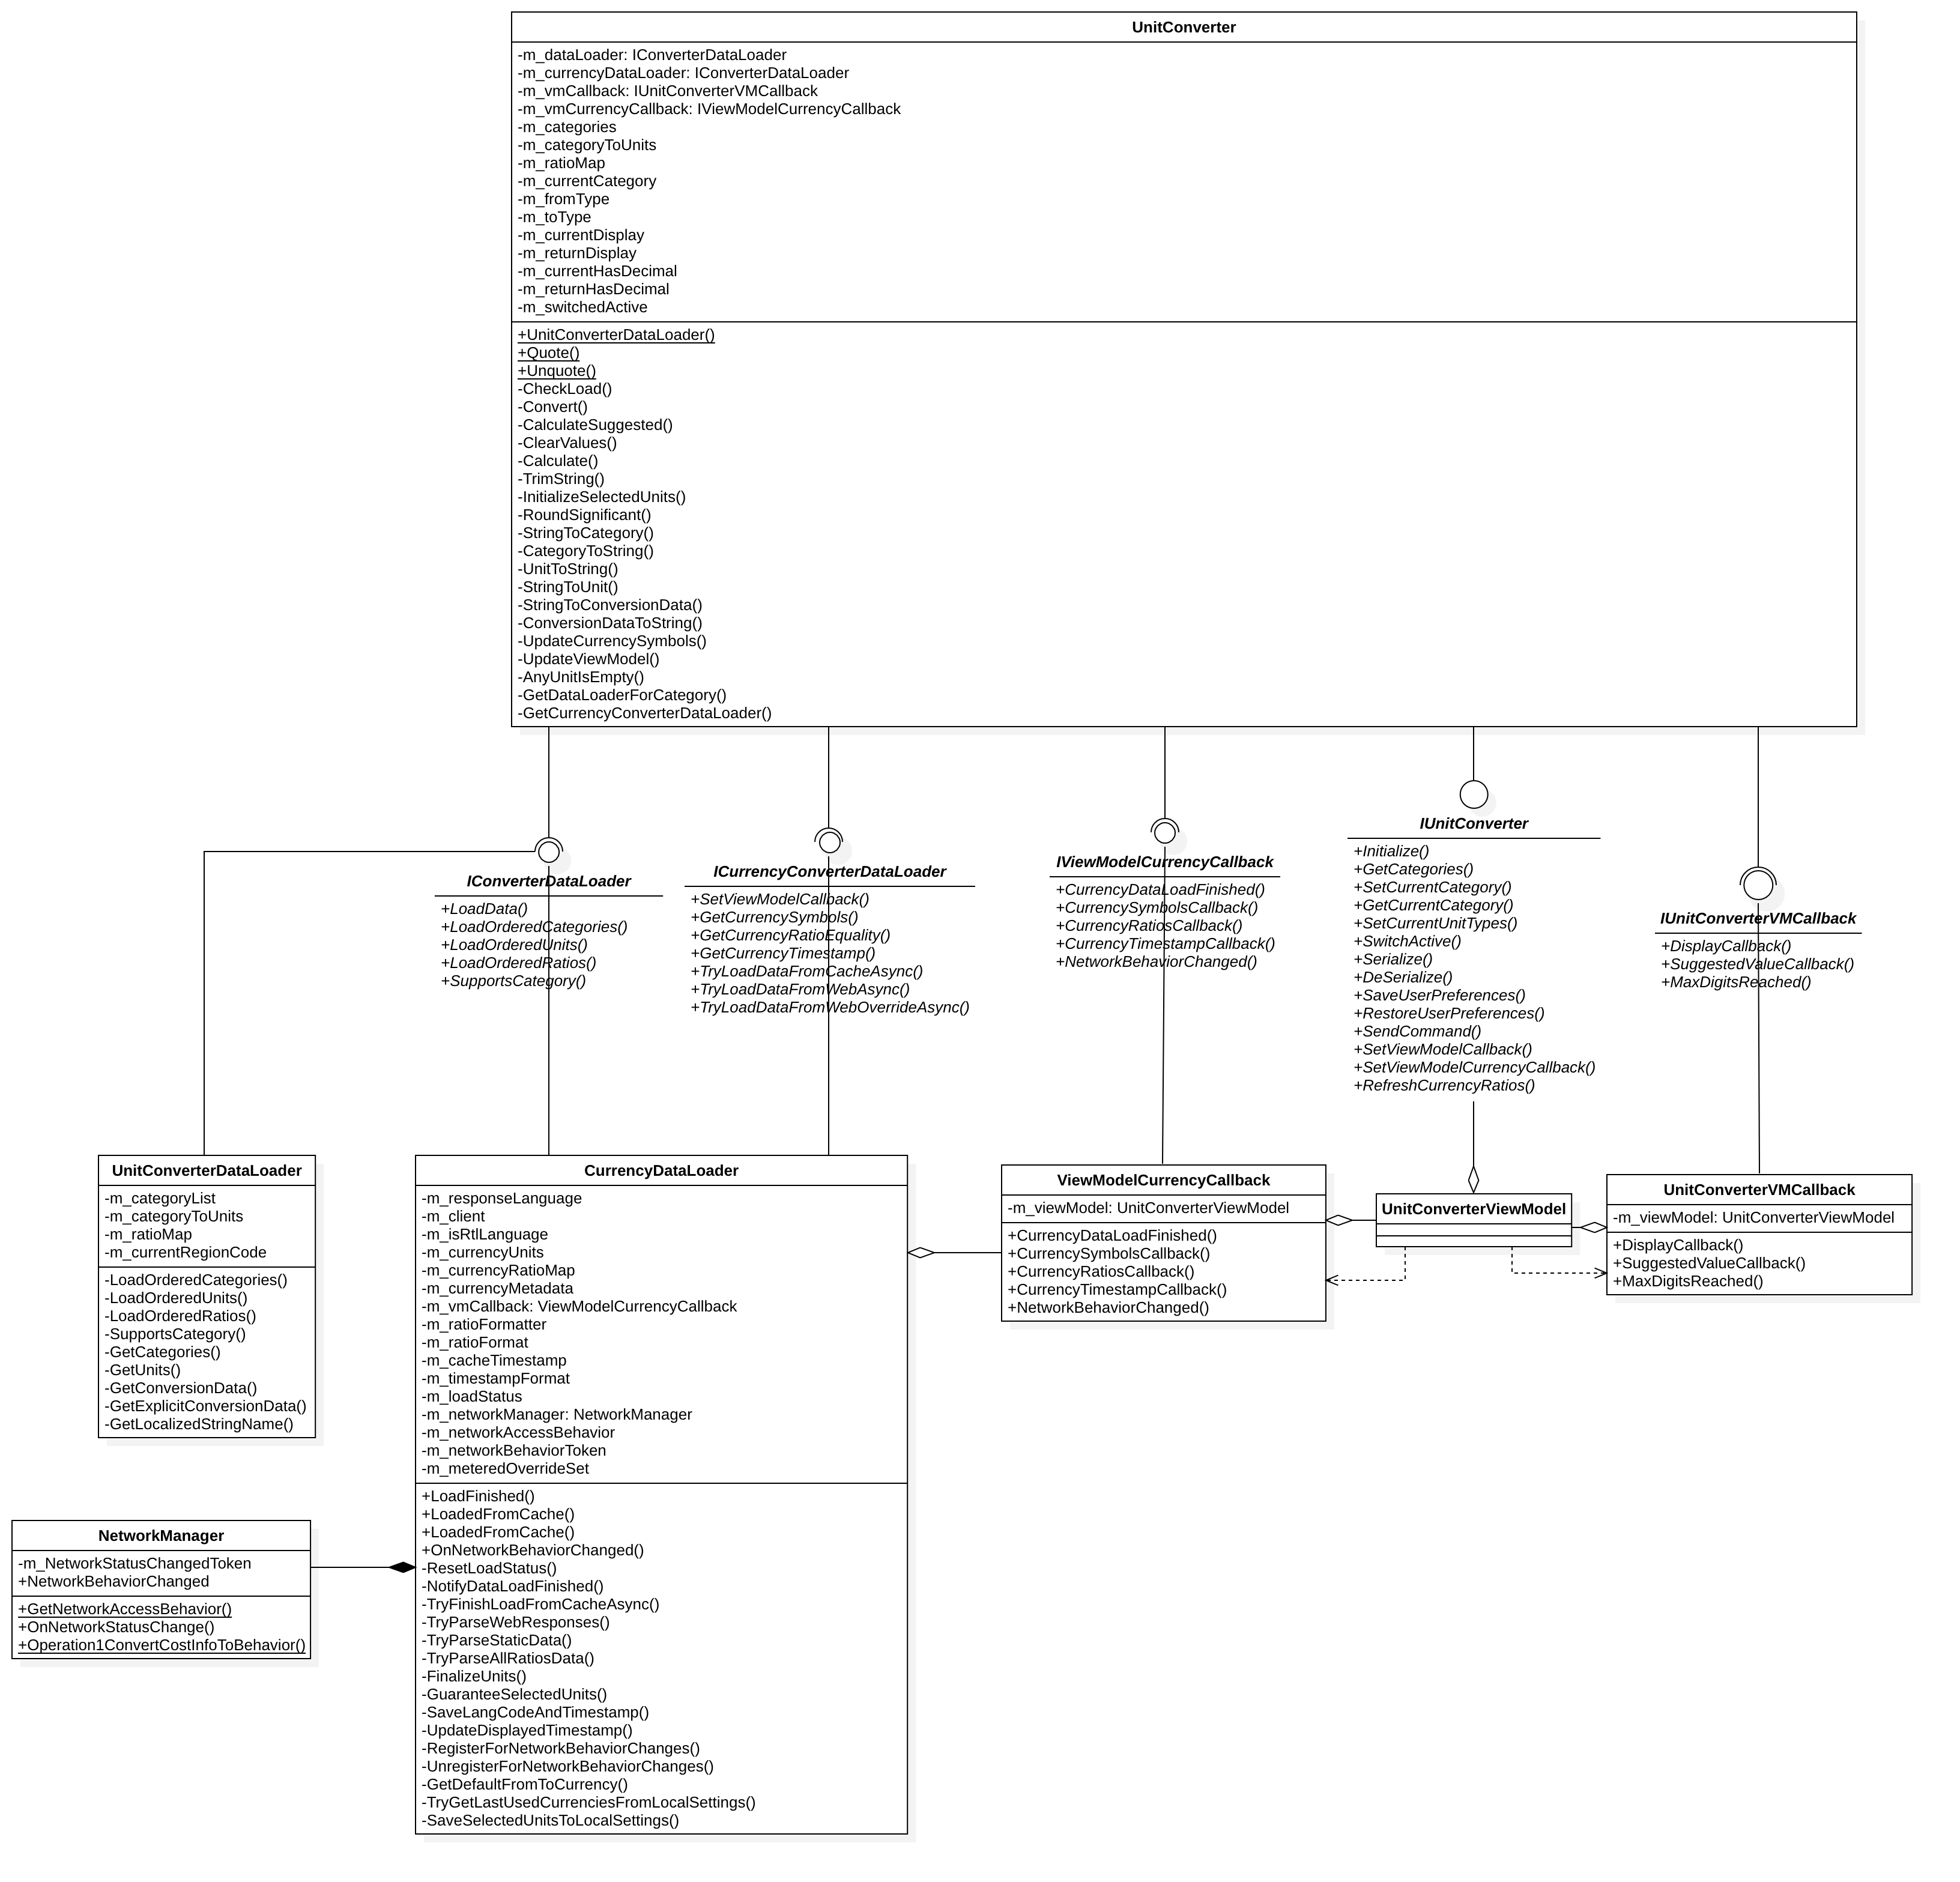 UnitConverter
-m_dataLoader: IConverterDataLoader
-m_currencyDataLoader: IConverterDataLoader
-m_vmCallback: IUnitConverterVMCallback
-m_vmCurrencyCallback: IViewModelCurrencyCallback
-m_categories
-m_categoryToUnits
-m_ratioMap
-m_currentCategory
-m_fromType
-m_toType
-m_currentDisplay
-m_returnDisplay
-m_currentHasDecimal
-m_returnHasDecimal
-m_switchedActive
+UnitConverterDataLoader()
+Quote()
+Unquote()
-CheckLoad()
-Convert()
-CalculateSuggested()
-ClearValues()
-Calculate()
-TrimString()
-InitializeSelectedUnits()
-RoundSignificant()
-StringToCategory()
-CategoryToString()
-UnitToString()
-StringToUnit()
-StringToConversionData()
-ConversionDataToString()
-UpdateCurrencySymbols()
-UpdateViewModel()
-AnyUnitIsEmpty()
-GetDataLoaderForCategory()
-GetCurrencyConverterDataLoader()
IConverterDataLoader
+LoadData()
+LoadOrderedCategories()
+LoadOrderedUnits()
+LoadOrderedRatios()
+SupportsCategory()
ICurrencyConverterDataLoader
+SetViewModelCallback()
+GetCurrencySymbols()
+GetCurrencyRatioEquality()
+GetCurrencyTimestamp()
+TryLoadDataFromCacheAsync()
+TryLoadDataFromWebAsync()
+TryLoadDataFromWebOverrideAsync()
IViewModelCurrencyCallback
+CurrencyDataLoadFinished()
+CurrencySymbolsCallback()
+CurrencyRatiosCallback()
+CurrencyTimestampCallback()
+NetworkBehaviorChanged()
IUnitConverter
+Initialize()
+GetCategories()
+SetCurrentCategory()
+GetCurrentCategory()
+SetCurrentUnitTypes()
+SwitchActive()
+Serialize()
+DeSerialize()
+SaveUserPreferences()
+RestoreUserPreferences()
+SendCommand()
+SetViewModelCallback()
+SetViewModelCurrencyCallback()
+RefreshCurrencyRatios()
IUnitConverterVMCallback
+DisplayCallback()
+SuggestedValueCallback()
+MaxDigitsReached()
UnitConverterDataLoader
-m_categoryList
-m_categoryToUnits
-m_ratioMap
-m_currentRegionCode
-LoadOrderedCategories()
-LoadOrderedUnits()
-LoadOrderedRatios()
-SupportsCategory()
-GetCategories()
-GetUnits()
-GetConversionData()
-GetExplicitConversionData()
-GetLocalizedStringName()
CurrencyDataLoader
-m_responseLanguage
-m_client
-m_isRtlLanguage
-m_currencyUnits
-m_currencyRatioMap
-m_currencyMetadata
-m_vmCallback: ViewModelCurrencyCallback
-m_ratioFormatter
-m_ratioFormat
-m_cacheTimestamp
-m_timestampFormat
-m_loadStatus
-m_networkManager: NetworkManager
-m_networkAccessBehavior
-m_networkBehaviorToken
-m_meteredOverrideSet
+LoadFinished()
+LoadedFromCache()
+LoadedFromCache()
+OnNetworkBehaviorChanged()
-ResetLoadStatus()
-NotifyDataLoadFinished()
-TryFinishLoadFromCacheAsync()
-TryParseWebResponses()
-TryParseStaticData()
-TryParseAllRatiosData()
-FinalizeUnits()
-GuaranteeSelectedUnits()
-SaveLangCodeAndTimestamp()
-UpdateDisplayedTimestamp()
-RegisterForNetworkBehaviorChanges()
-UnregisterForNetworkBehaviorChanges()
-GetDefaultFromToCurrency()
-TryGetLastUsedCurrenciesFromLocalSettings()
-SaveSelectedUnitsToLocalSettings()
ViewModelCurrencyCallback
-m_viewModel: UnitConverterViewModel
+CurrencyDataLoadFinished()
+CurrencySymbolsCallback()
+CurrencyRatiosCallback()
+CurrencyTimestampCallback()
+NetworkBehaviorChanged()
UnitConverterViewModel
UnitConverterVMCallback
-m_viewModel: UnitConverterViewModel
+DisplayCallback()
+SuggestedValueCallback()
+MaxDigitsReached()
NetworkManager
-m_NetworkStatusChangedToken
+NetworkBehaviorChanged
+GetNetworkAccessBehavior()
+OnNetworkStatusChange()
+Operation1ConvertCostInfoToBehavior()